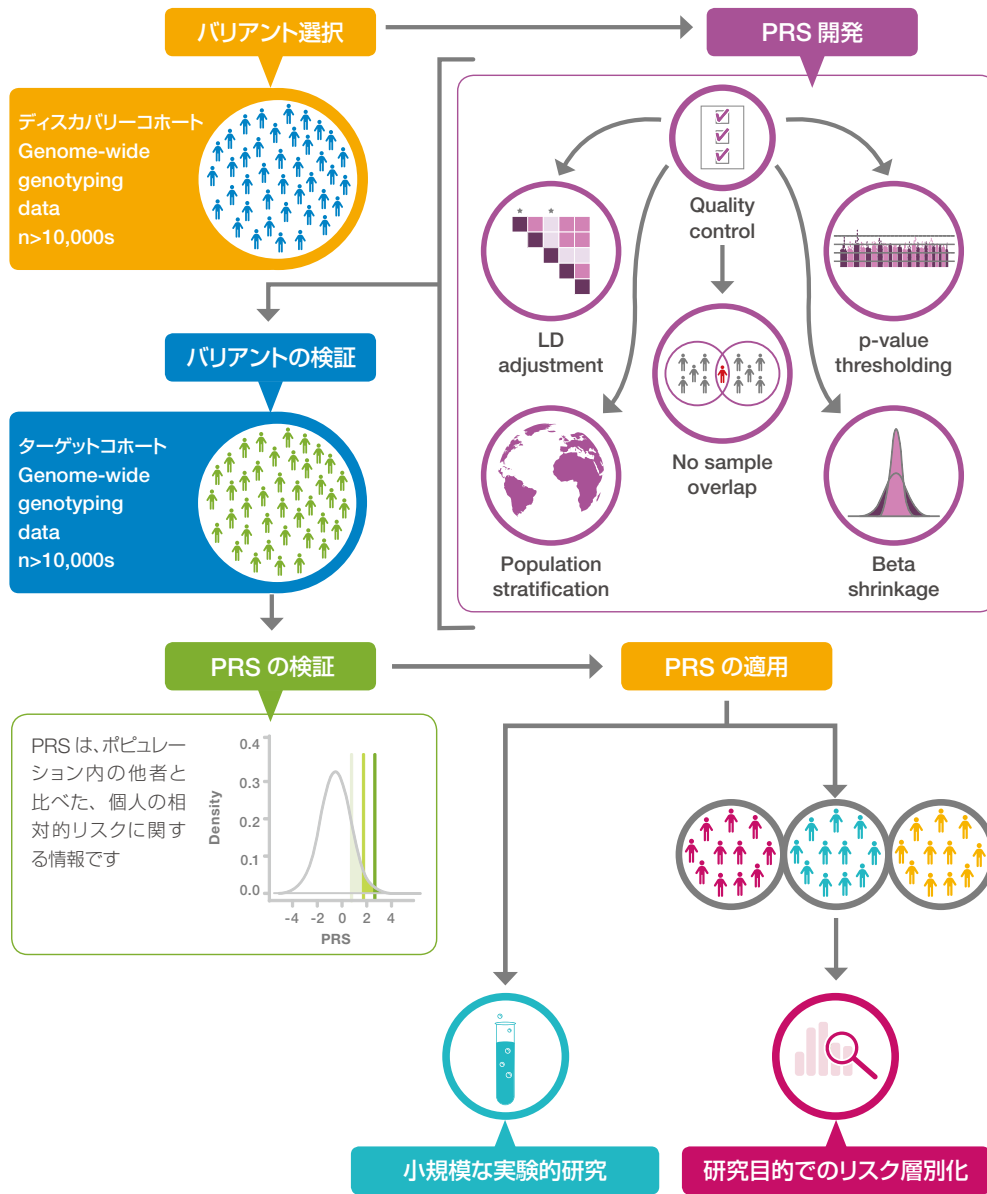 バリアント選択
PRS 開発
ディスカバリーコホート
Genome-wide
genotyping
data
n>10,000s
Quality
control
LD
adjustment
p-value
thresholding
No sample
overlap
Population
stratification
Beta
shrinkage
バリアントの検証
ターゲットコホート
Genome-wide
genotyping
data
n>10,000s
PRS の検証
PRS の適用
PRS は、ポピュレー
ション内の他者と
比べた、個人の相
対的リスクに関す
る情報です
Density
0.4
0.3
0.2
0.1
0.0
-4 -2 0 2 4
PRS
小規模な実験的研究
研究目的でのリスク層別化